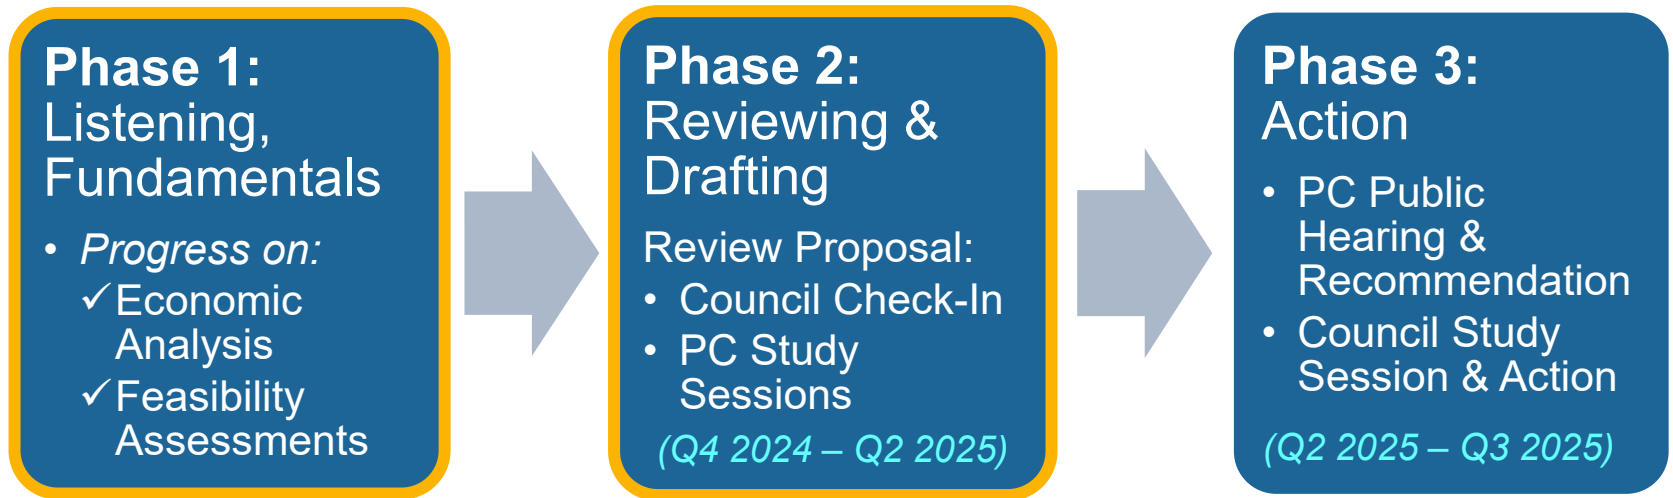 Phase 1:
Listening,
Fundamentals
• Progress on:
✓Economic
Analysis
✓Feasibility
Assessments
Phase 2:
Reviewing &
Drafting
Review Proposal:
• Council Check-In
• PC Study
Sessions
(Q4 2024 – Q2 2025)
Phase 3:
Action
• PC Public
Hearing &
Recommendation
• Council Study
Session & Action
(Q2 2025 – Q3 2025)